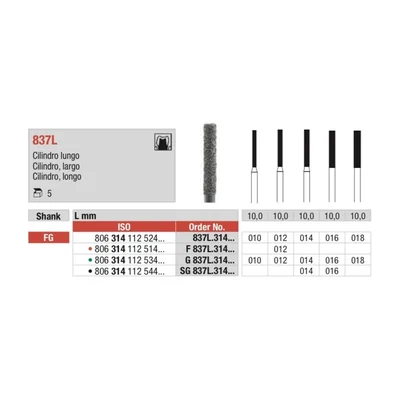 837L
Cilindro lungo
Cilindro, largo
Cilindro, longo
5
Shank L mm 10,0 10,0 10,0 10,0 10,0
ISO Order No.
FG 806 314 112 524... 837L.314... 010 012 014 016 018
806 314 112 514... F 837L.314... 012
806 314 112 534... G 837L.314... 010 012 014 016 018
806 314 112 544... SG 837L.314... 014 016